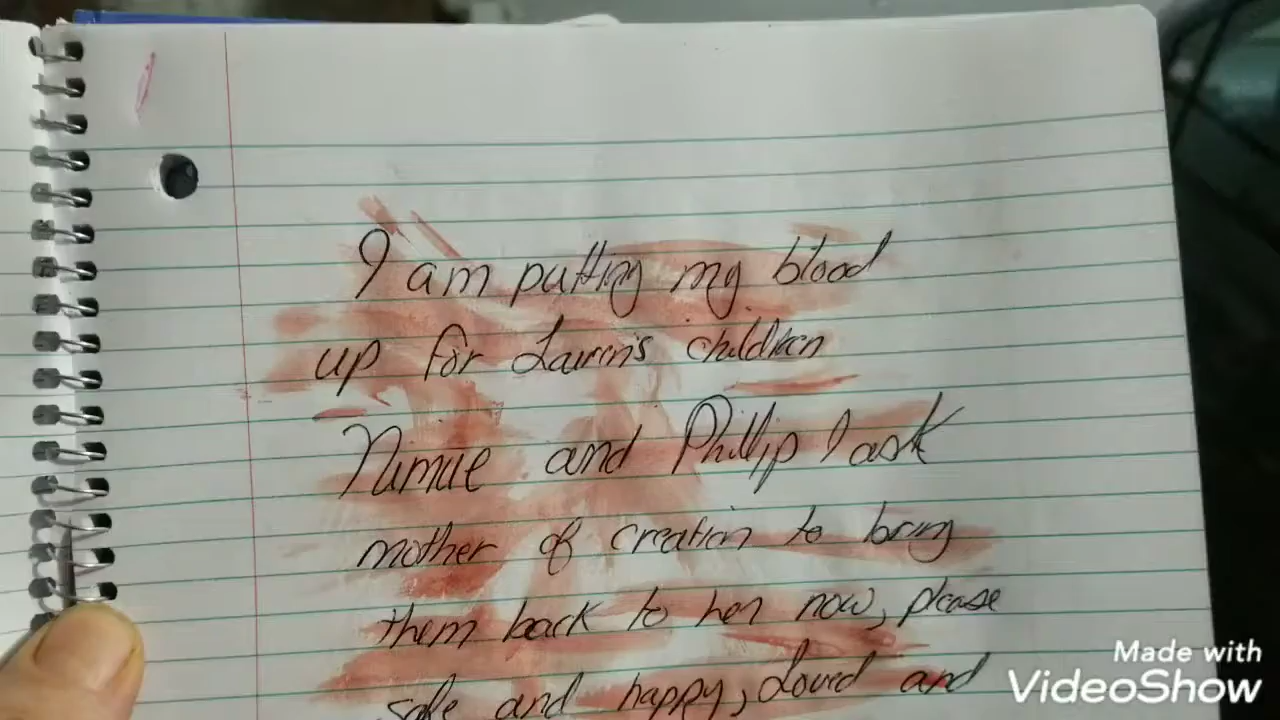 I am putting my blood
up for Lauren's children
Nimue and Phillip I ask
mother of creation to bring
them back to her now, please
safe and happy, Loved and
Made with
VideoShow